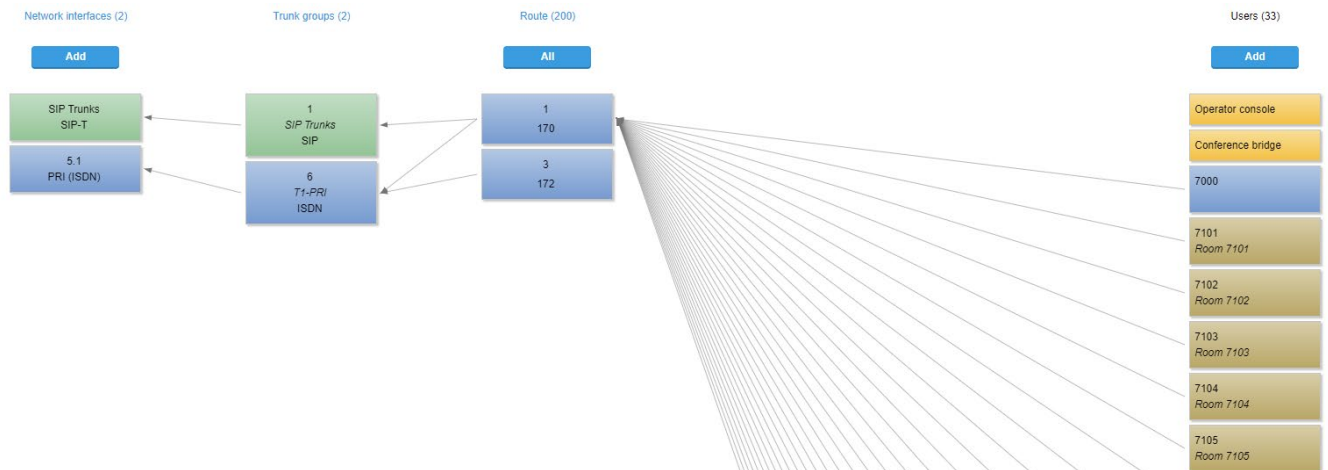 Network interfaces (2)
Trunk groups (2)
Route (200)
Users (33)
Add
All
Add
SIP Trunks
SIP-T
5.1
PRI (ISDN)
1
SIP Trunks
SIP
6
T1-PRI
ISDN
1
170
3
172
Operator console
Conference bridge
7000
7101
Room 7101
7102
Room 7102
7103
Room 7103
7104
Room 7104
7105
Room 7105